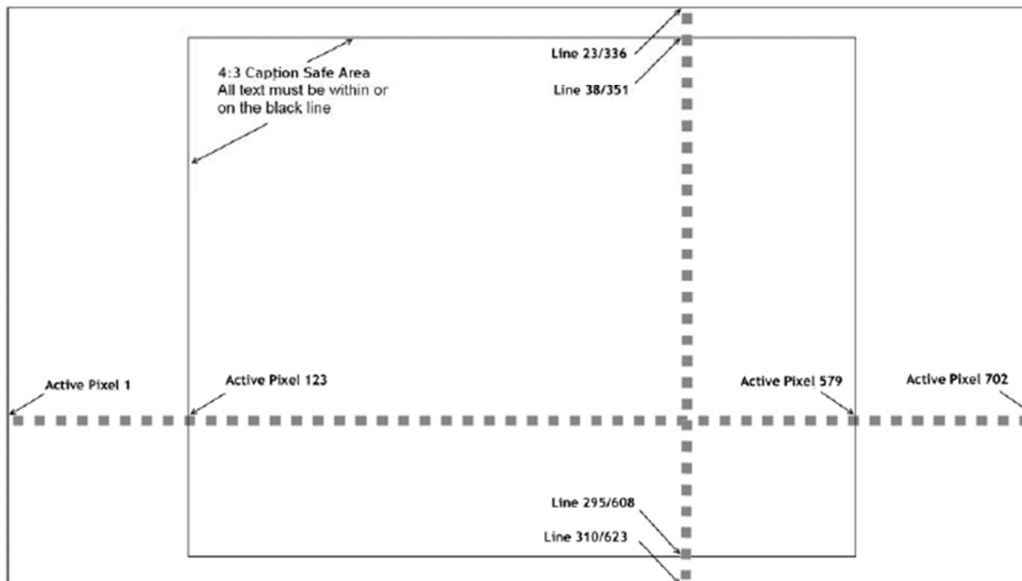 Line 23/336
4:3 Caption Safe Area
All text must be within or
on the black line
Line 38/351
Active Pixel 1
Active Pixel 123
Active Pixel 579
Active Pixel 702
Line 295/608
Line 310/623